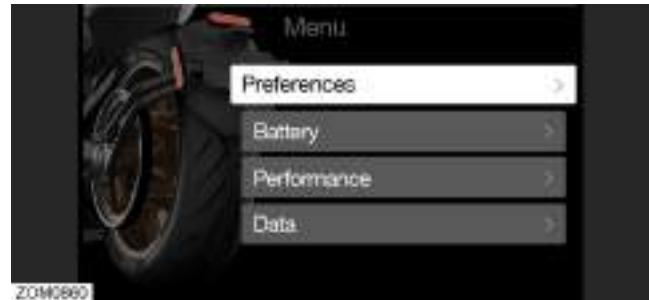 Menu
Preferences
Battery
Performance
Data
ZOM0860